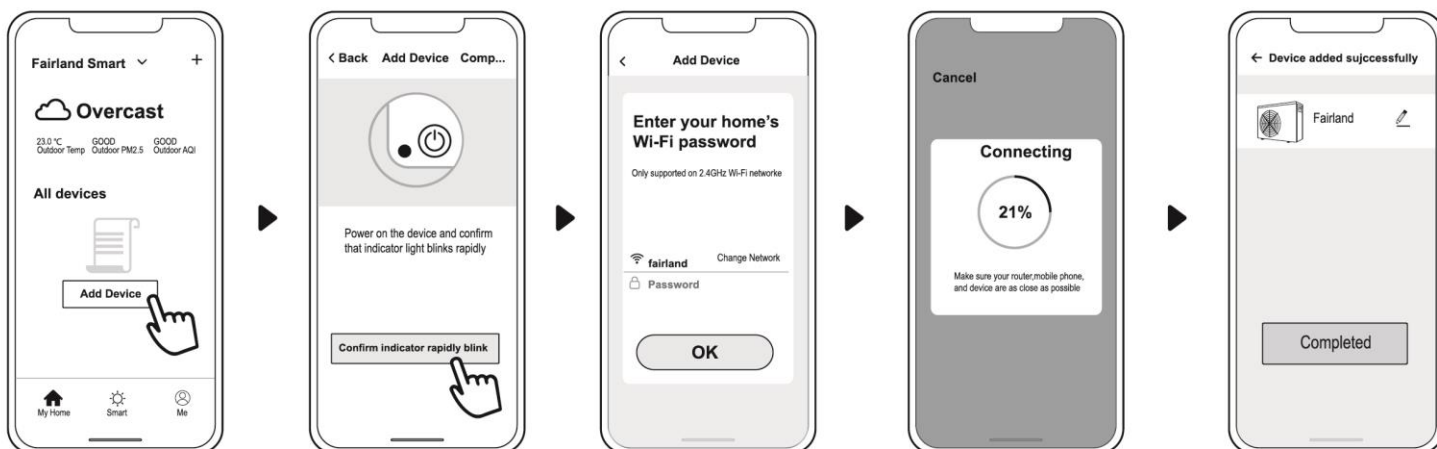 Fairland Smart
+
Overcast
23.0 °C GOOD GOOD
Outdoor Temp Outdoor PM2.5 Outdoor AQI
All devices
Add Device
My Home Smart Me
< Back Add Device Comp...
Power on the device and confirm
that indicator light blinks rapidly
Confirm indicator rapidly blink
< Add Device
Enter your home's
Wi-Fi password
Only supported on 2.4GHz Wi-Fi networke
fairland Change Network
Password
OK
Cancel
Connecting
21%
Make sure your router,mobile phone,
and device are as close as possible
← Device added sujccessfully
Fairland
Completed